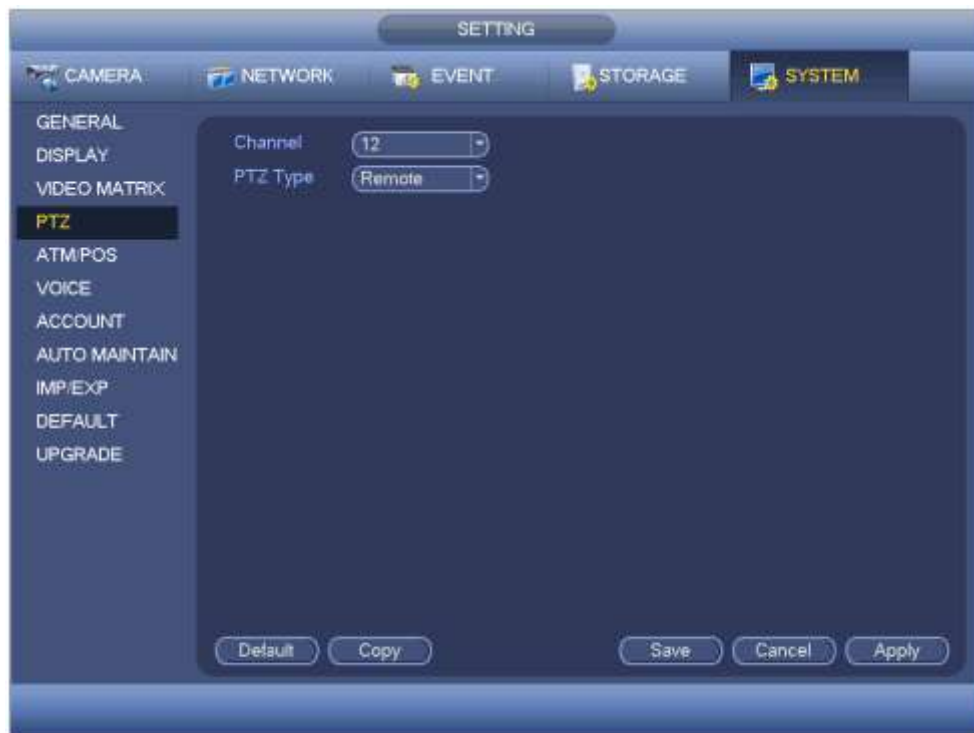 SETTING
CAMERA NETWORK EVENT STORAGE SYSTEM
GENERAL
DISPLAY
VIDEO MATRIX
PTZ
ATM/POS
VOICE
ACCOUNT
AUTO MAINTAIN
IMP/EXP
DEFAULT
UPGRADE
Channel 12
PTZ Type Remote
Default Copy Save Cancel Apply